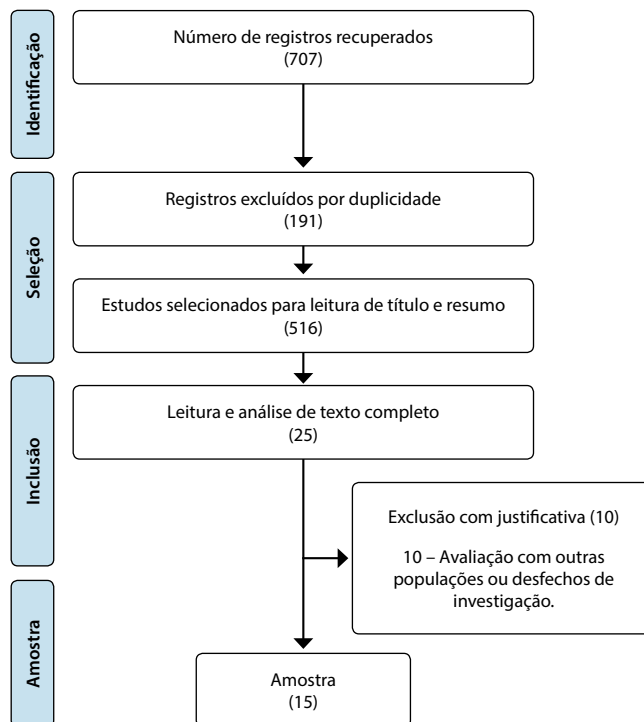 Identificação
Número de registros recuperados
(707)
Seleção
Registros excluídos por duplicidade
(191)
Estudos selecionados para leitura de título e resumo
(516)
Inclusão
Leitura e análise de texto completo
(25)
Exclusão com justificativa (10)
10 – Avaliação com outras
populações ou desfechos de
investigação.
Amostra
Amostra
(15)